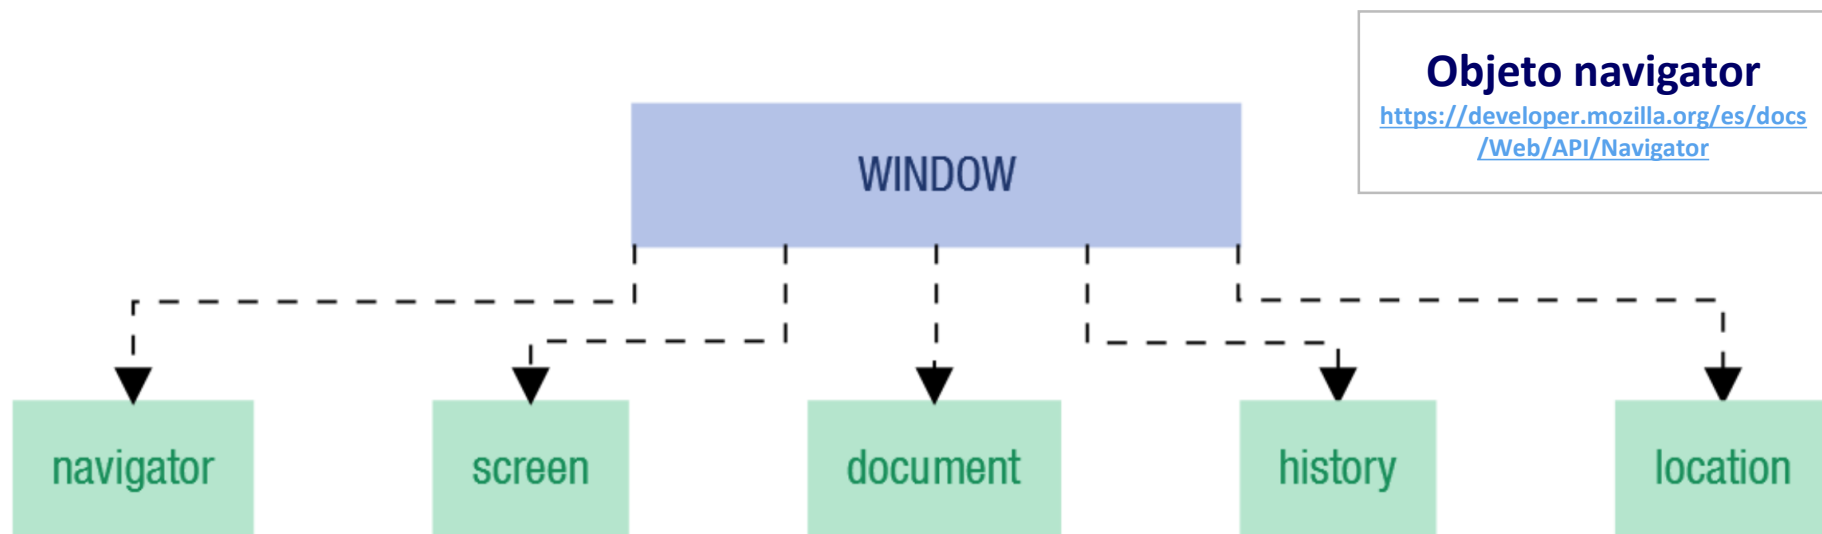 Objeto navigator
https://developer.mozilla.org/es/docs
/Web/API/Navigator
WINDOW
navigator
screen
document
history
location